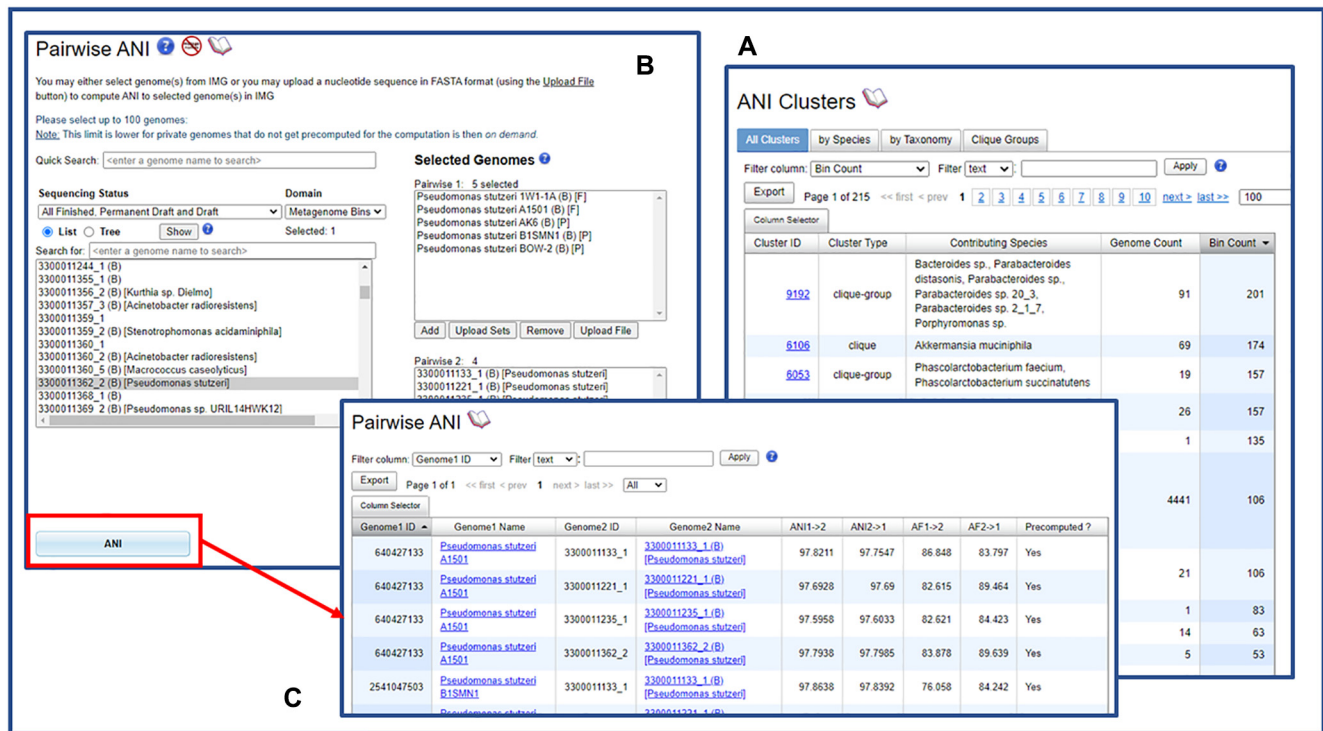 A
B
C
Pairwise ANI
You may either select genome(s) from IMG or you may upload a nucleotide sequence in FASTA format (using the Upload File
button) to compute ANI to selected genome(s) in IMG
Please select up to 100 genomes:
Note: This limit is lower for private genomes that do not get precomputed for the computation is then on demand.
Quick Search: <enter a genome name to search>
Sequencing Status Domain
All Finished, Permanent Draft and Draft Metagenome Bins
List Tree Show Selected: 1
Search for: <enter a genome name to search>
3300011244_1 (B)
3300011355_1 (B)
3300011356_2 (B) [Kurthia sp. Dielmo]
3300011357_3 (B) [Acinetobacter radioresistens]
3300011359_1
3300011359_2 (B) [Stenotrophomonas acidaminiphila]
3300011360_1
3300011360_2 (B) [Acinetobacter radioresistens]
3300011360_5 (B) [Macrococcus caseolyticus]
3300011362_2 (B) [Pseudomonas stutzeri]
3300011368_1 (B)
3300011369_2 (B) [Pseudomonas sp. URIL14HWK12]
ANI
Selected Genomes
Pairwise 1: 5 selected
Pseudomonas stutzeri 1W1-1A (B) [F]
Pseudomonas stutzeri A1501 (B) [F]
Pseudomonas stutzeri AK6 (B) [P]
Pseudomonas stutzeri B1SMN1 (B) [P]
Pseudomonas stutzeri BOW-2 (B) [P]
Add Upload Sets Remove Upload File
Pairwise 2: 4
3300011133_1 (B) [Pseudomonas stutzeri]
3300011221_1 (B) [Pseudomonas stutzeri]
ANI Clusters
All Clusters by Species by Taxonomy Clique Groups
Filter column: Bin Count Filter text : Apply
Export Page 1 of 215 << first < prev 1 2 3 4 5 6 7 8 9 10 next > last >> 100
Column Selector
Cluster ID Cluster Type Contributing Species Genome Count Bin Count
Bacteroides sp., Parabacteroides
distasonis, Parabacteroides sp.,
9192 clique-group Parabacteroides sp. 20_3, 91 201
Parabacteroides sp. 2_1_7,
Porphyromonas sp.
6106 clique Akkermansia muciniphila 69 174
6053 clique-group Phascolarctobacterium faecium, 19 157
Phascolarctobacterium succinatutens
26 157
1 135
4441 106
21 106
1 83
14 63
5 53
Pairwise ANI
Filter column: Genome1 ID Filter text : Apply
Export Page 1 of 1 << first < prev 1 next > last >> All
Column Selector
Genome1 ID Genome1 Name Genome2 ID Genome2 Name ANI1->2 ANI2->1 AF1->2 AF2->1 Precomputed ?
640427133 Pseudomonas stutzeri A1501 3300011133_1 3300011133_1 (B) [Pseudomonas stutzeri] 97.8211 97.7547 86.848 83.797 Yes
640427133 Pseudomonas stutzeri A1501 3300011221_1 3300011221_1 (B) [Pseudomonas stutzeri] 97.6928 97.69 82.615 89.464 Yes
640427133 Pseudomonas stutzeri A1501 3300011235_1 3300011235_1 (B) [Pseudomonas stutzeri] 97.5958 97.6033 82.621 84.423 Yes
640427133 Pseudomonas stutzeri A1501 3300011362_2 3300011362_2 (B) [Pseudomonas stutzeri] 97.7938 97.7985 83.878 89.639 Yes
2541047503 Pseudomonas stutzeri B1SMN1 3300011133_1 3300011133_1 (B) [Pseudomonas stutzeri] 97.8638 97.8392 76.058 84.242 Yes